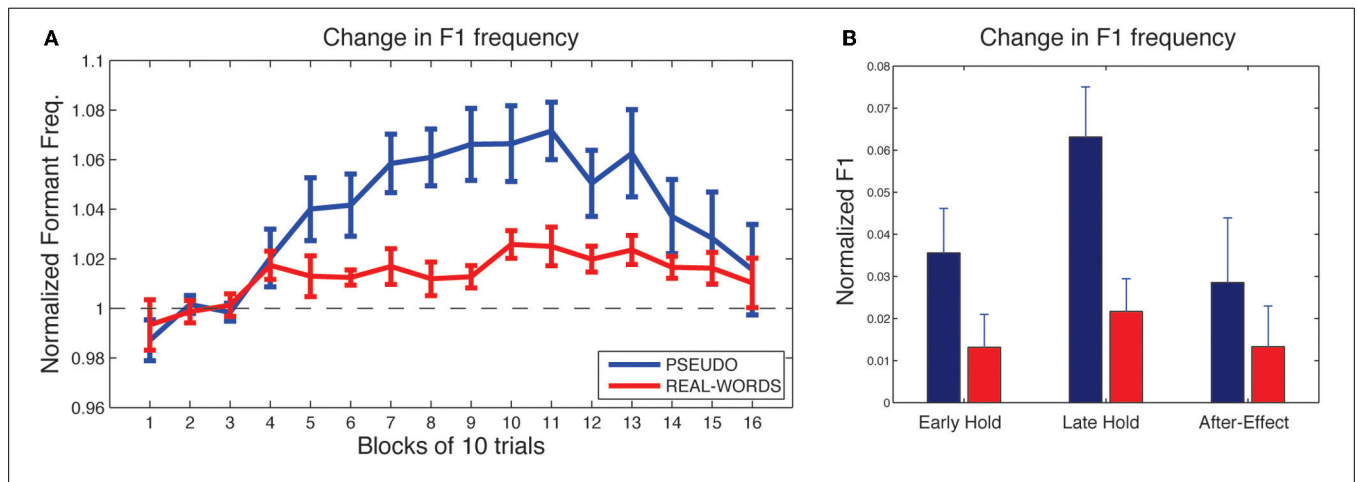 A
Change in F1 frequency
Normalized Formant Freq.
1.1
1.08
1.06
1.04
1.02
1
0.98
0.96
PSEUDO
REAL-WORDS
1 2 3 4 5 6 7 8 9 10 11 12 13 14 15 16
Blocks of 10 trials
B
Change in F1 frequency
Normalized F1
0.08
0.07
0.06
0.05
0.04
0.03
0.02
0.01
0
Early Hold Late Hold After-Effect